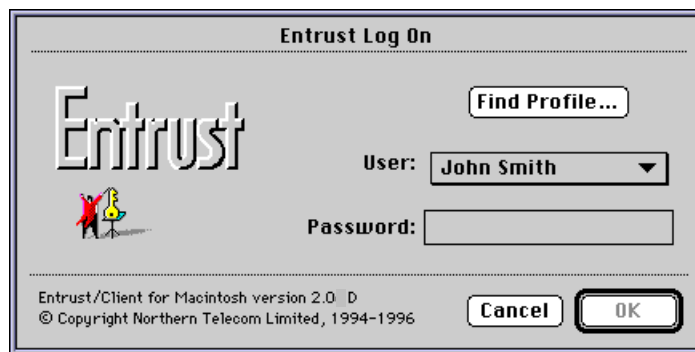 Entrust Log On
Entrust
Find Profile...
User: John Smith
Password:
Entrust/Client for Macintosh version 2.0 D
© Copyright Northern Telecom Limited, 1994-1996
Cancel OK